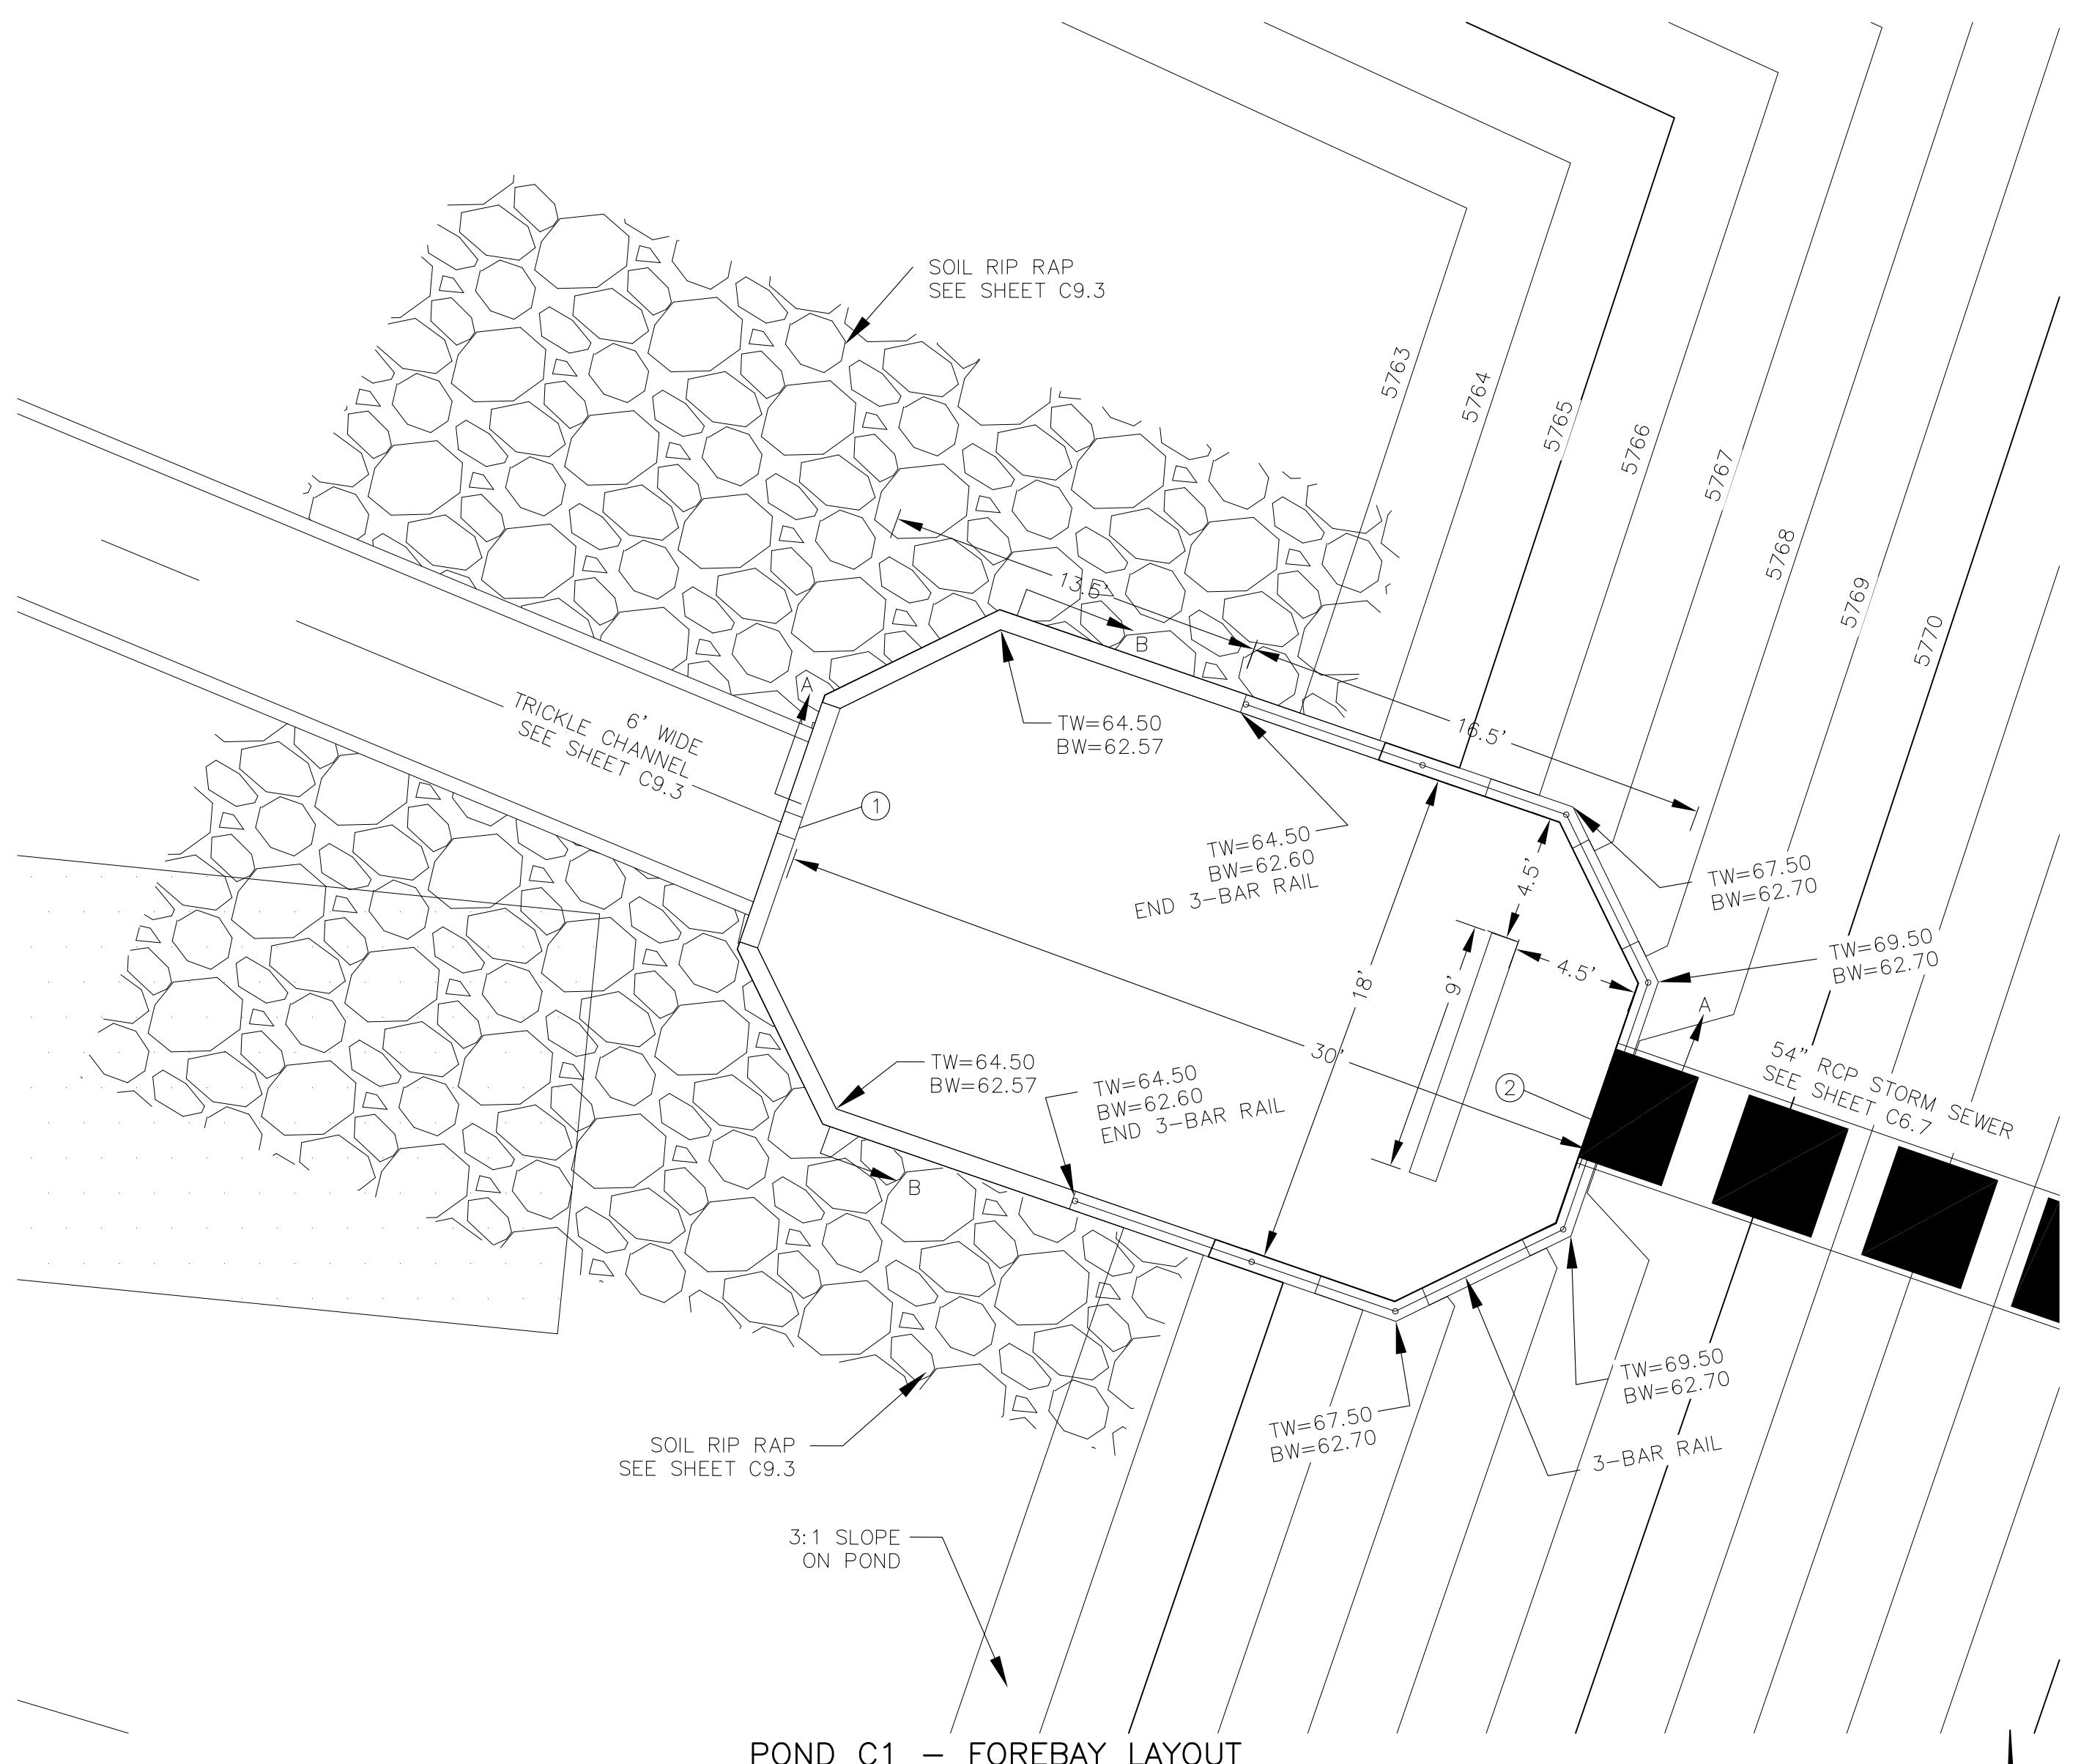 SOIL RIP RAP
SEE SHEET C9.3
5763
5764
5765
5766
5767
5768
5769
5770
13.5'
B
16.5'
A
6' WIDE
TRICKLE CHANNEL
SEE SHEET C9.3
TW=64.50
BW=62.57
1
TW=64.50
BW=62.60
END 3-BAR RAIL
4.5'
TW=67.50
BW=62.70
TW=69.50
BW=62.70
4.5'
9'
18'
30'
A
54" RCP STORM SEWER
SEE SHEET C6.7
2
TW=64.50
BW=62.57
TW=64.50
BW=62.60
END 3-BAR RAIL
B
TW=69.50
BW=62.70
TW=67.50
BW=62.70
3-BAR RAIL
SOIL RIP RAP
SEE SHEET C9.3
3:1 SLOPE
ON POND
POND C1 - FOREBAY LAYOUT